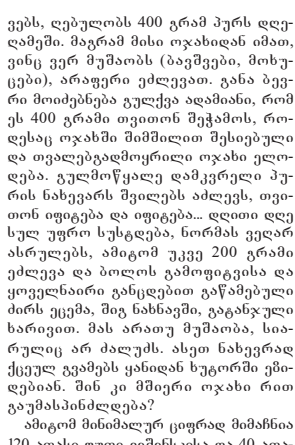 ვებს, ღებულობს 400 გრამ პურს დღე-
ღამეში. მაგრამ მისი ოჯახიდან იმათ,
ვინც ვერ მუშაობს (ბავშვები, მოხუ-
ცები), არაფერი ეძლევათ. განა ბევ-
რი მოიძებნება გულქვა ადამიანი, რომ
ეს 400 გრამი თვითონ შეჭამოს, რო-
დესაც ოჯახში შიმშილით შესიებული
და თვალებგადმოყრილი ოჯახი ელო-
დება. გულმოწყალე დამკვრელი პუ-
რის ნახევარს შვილებს აძლევს, თვი-
თონ იფიტება და იფიტება... დღითი დღე
სულ უფრო სუსტდება, ნორმას ვეღარ
ასრულებს, ამიტომ უკვე 200 გრამი
ეძლევა და ბოლოს გამოფიტვისა და
ყოველნაირი განცდებით გაწამებული
ძირს ეცემა, შიგ ნახნავში, გატანჯული
ხარივით. მას არათუ მუშაობა, სია-
რულიც არ ძალუძს. ასეთ ნახევრად
ქცეულ გვამებს ყანიდან ხუტორში ეზი-
დებიან. შინ კი მშიერი ოჯახი რით
გაუმასპინძლდება?
ამიტომ მინიმალურ ციფრად მიმაჩნია